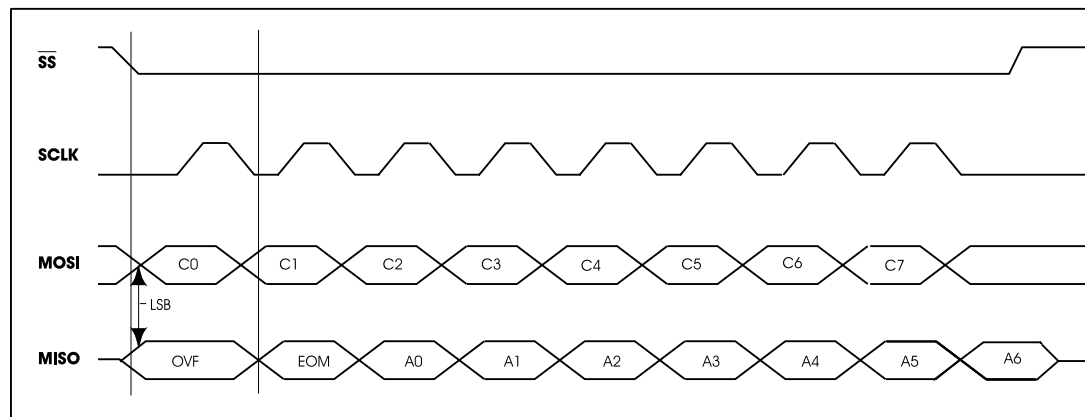 SS
SCLK
MOSI C0 C1 C2 C3 C4 C5 C6 C7
LSB
MISO OVF EOM A0 A1 A2 A3 A4 A5 A6